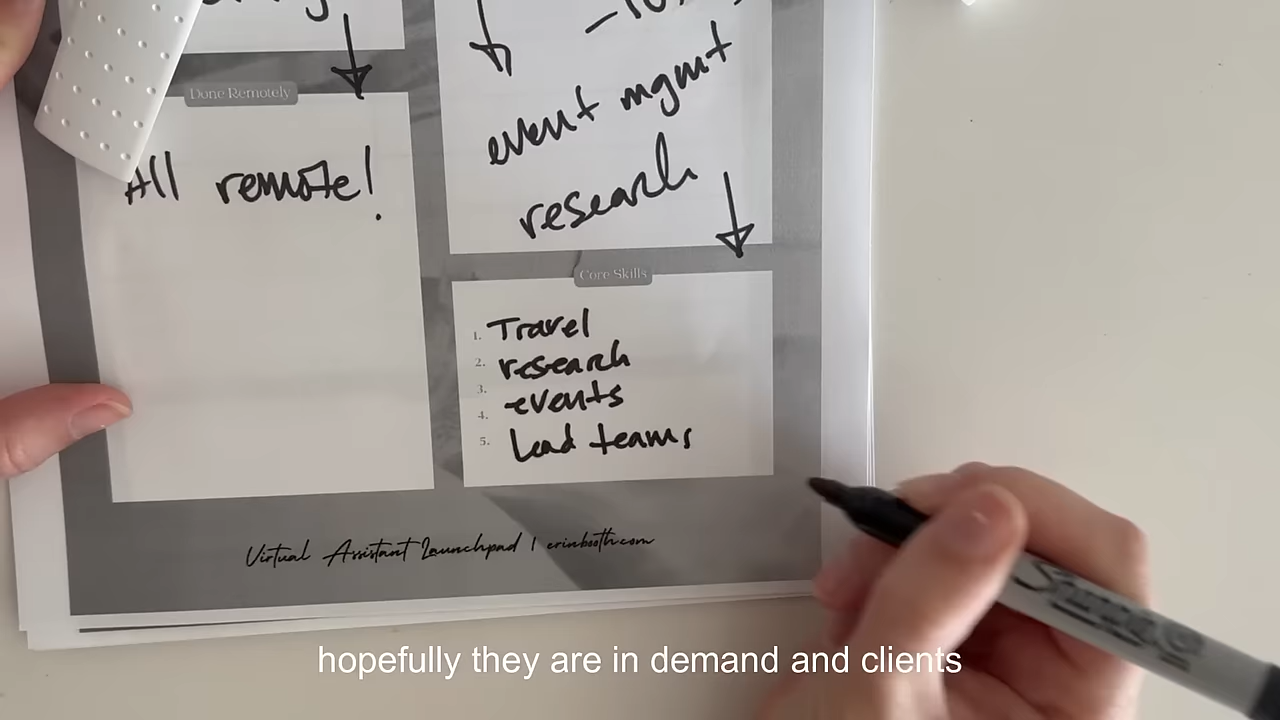 Done Remotely
All remote!
event mgmt
research
Core Skills
1. Travel
2. research
3. events
4.
5. Lead teams
Virtual Assistant Launchpad | erinbooth.com
Sharpie
hopefully they are in demand and clients